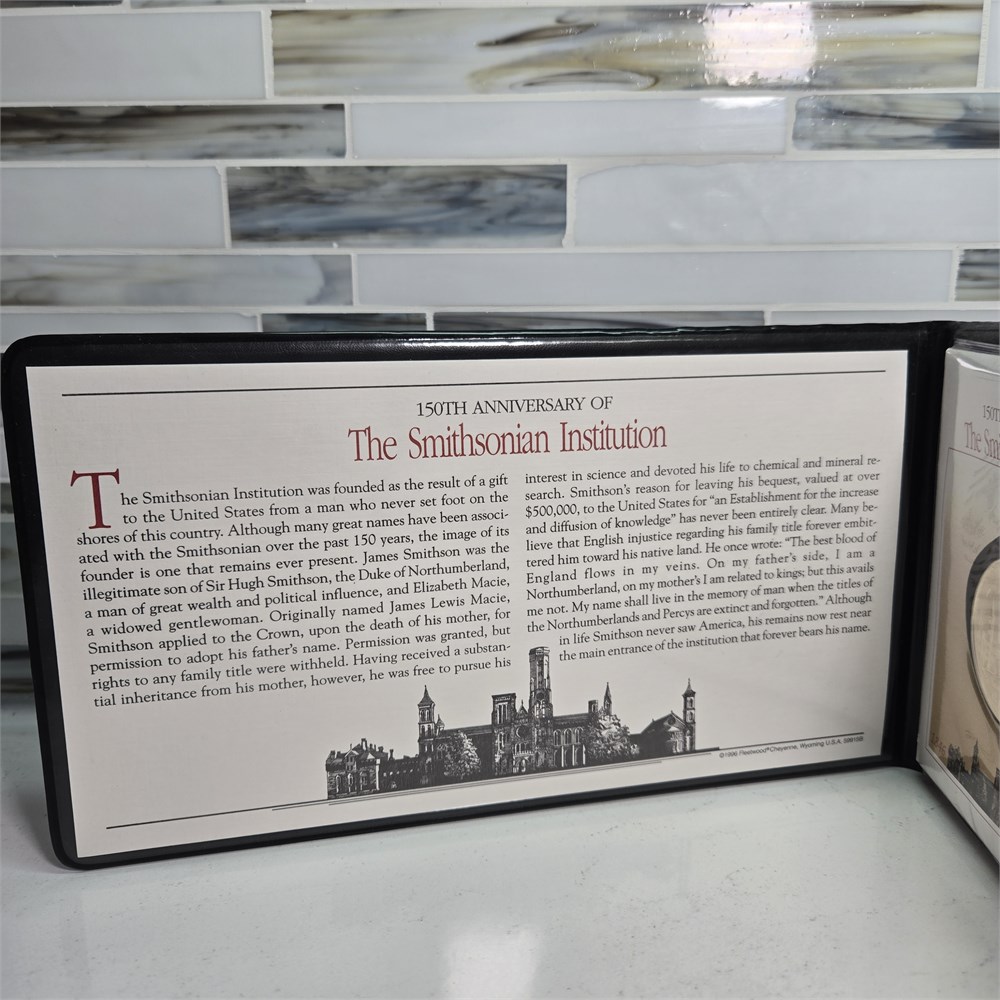 150TH ANNIVERSARY OF
The Smithsonian Institution
The Smithsonian Institution was founded as the result of a gift
to the United States from a man who never set foot on the
shores of this country. Although many great names have been associ-
ated with the Smithsonian over the past 150 years, the image of its
founder is one that remains ever present. James Smithson was the
illegitimate son of Sir Hugh Smithson, the Duke of Northumberland,
a man of great wealth and political influence, and Elizabeth Macie,
a widowed gentlewoman. Originally named James Lewis Macie,
Smithson applied to the Crown, upon the death of his mother, for
permission to adopt his father's name. Permission was granted, but
rights to any family title were withheld. Having received a substan-
tial inheritance from his mother, however, he was free to pursue his
interest in science and devoted his life to chemical and mineral re-
search. Smithson's reason for leaving his bequest, valued at over
$500,000, to the United States for "an Establishment for the increase
and diffusion of knowledge" has never been entirely clear. Many be-
lieve that English injustice regarding his family title forever embit-
tered him toward his native land. He once wrote: "The best blood of
England flows in my veins. On my father's side, I am a
Northumberland, on my mother's I am related to kings; but this avails
me not. My name shall live in the memory of man when the titles of
the Northumberlands and Percys are extinct and forgotten." Although
in life Smithson never saw America, his remains now rest near
the main entrance of the institution that forever bears his name.
©1996 Fleetwood® Cheyenne, Wyoming U.S.A.
150T
The Sm